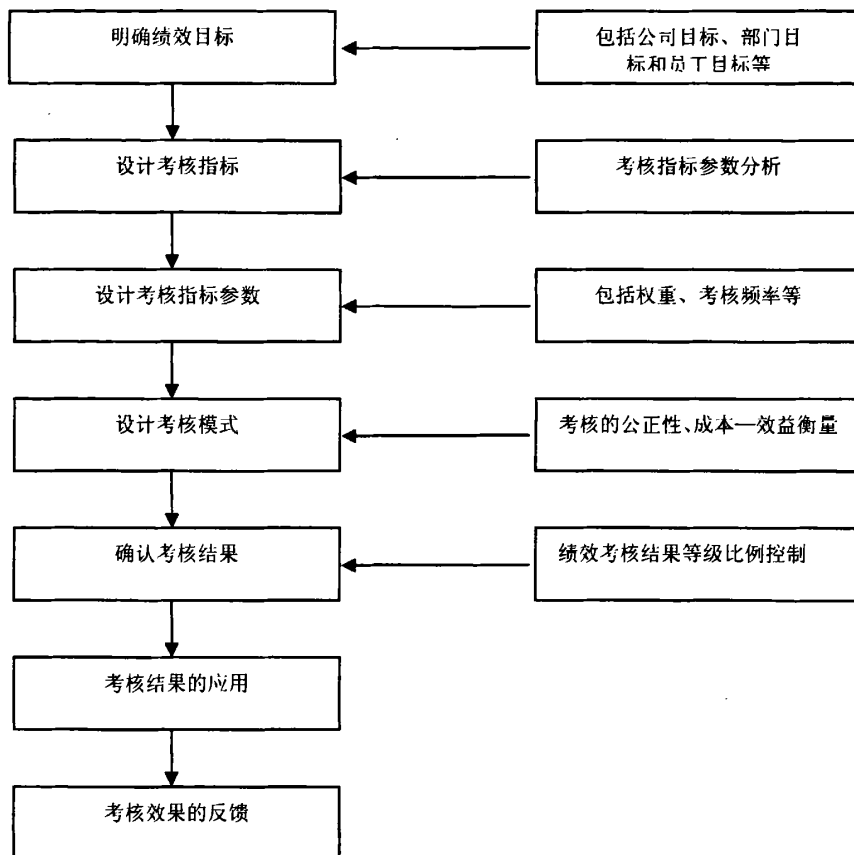 明确绩效目标
包括公司目标、部门目
标和员工目标等
设计考核指标
考核指标参数分析
设计考核指标参数
包括权重、考核频率等
设计考核模式
考核的公正性、成本—效益衡量
确认考核结果
绩效考核结果等级比例控制
考核结果的应用
考核效果的反馈